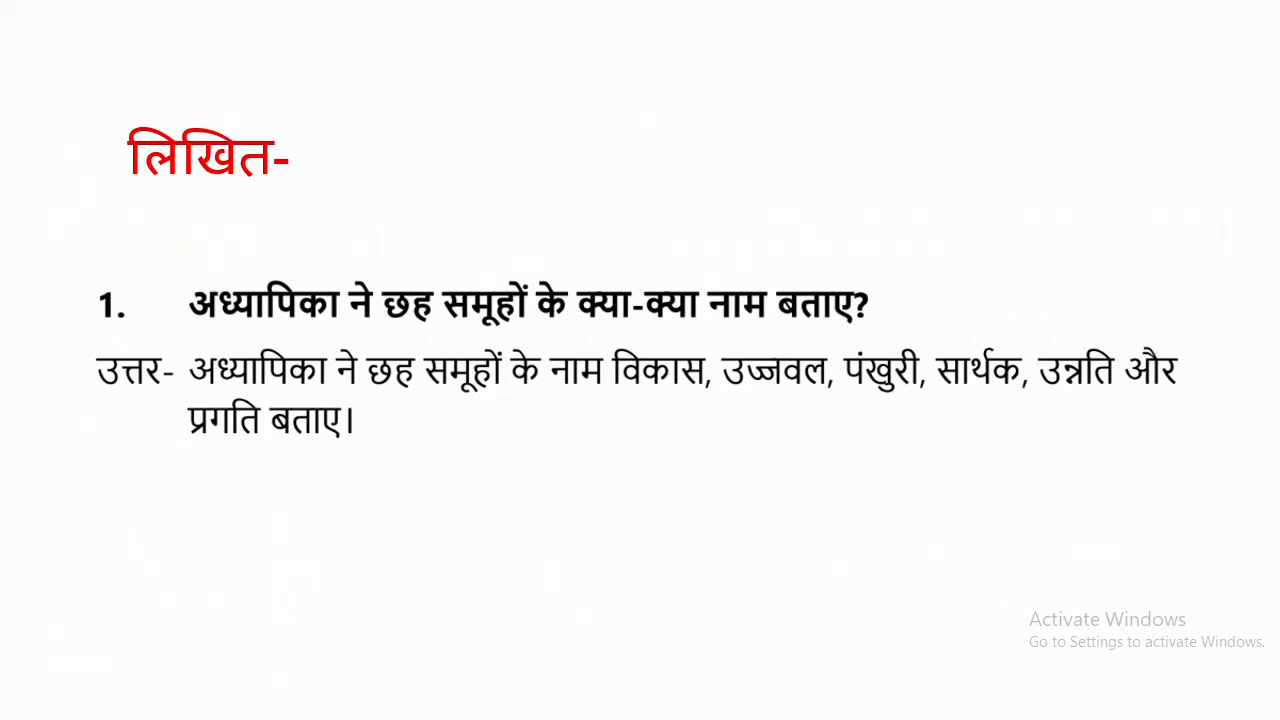 लिखित-
1. अध्यापिका ने छह समूहों के क्या-क्या नाम बताए?
उत्तर- अध्यापिका ने छह समूहों के नाम विकास, उज्जवल, पंखुरी, सार्थक, उन्नति और
प्रगति बताए।
Activate Windows
Go to Settings to activate Windows.